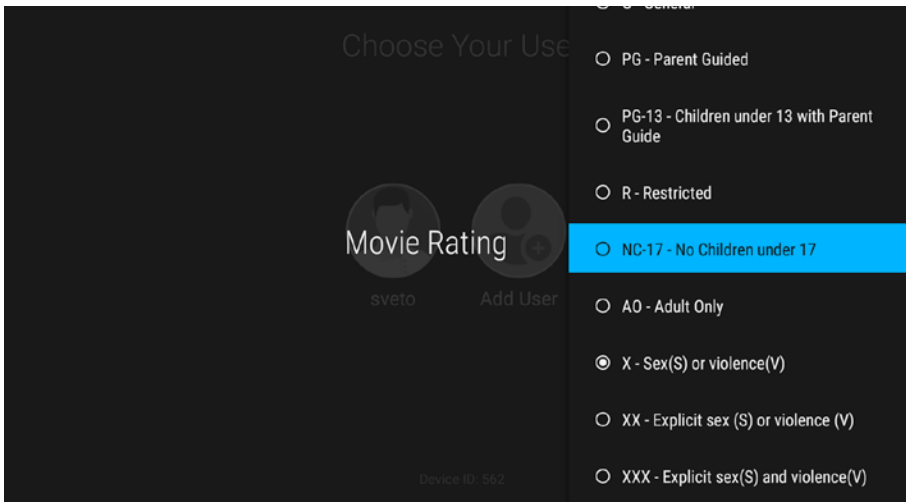 G - General
Choose Your Use
PG - Parent Guided
PG-13 - Children under 13 with Parent
Guide
R - Restricted
Movie Rating
NC-17 - No Children under 17
sveto
Add User
AO - Adult Only
X - Sex(S) or violence(V)
XX - Explicit sex (S) or violence (V)
Device ID: 562
XXX - Explicit sex(S) and violence(V)